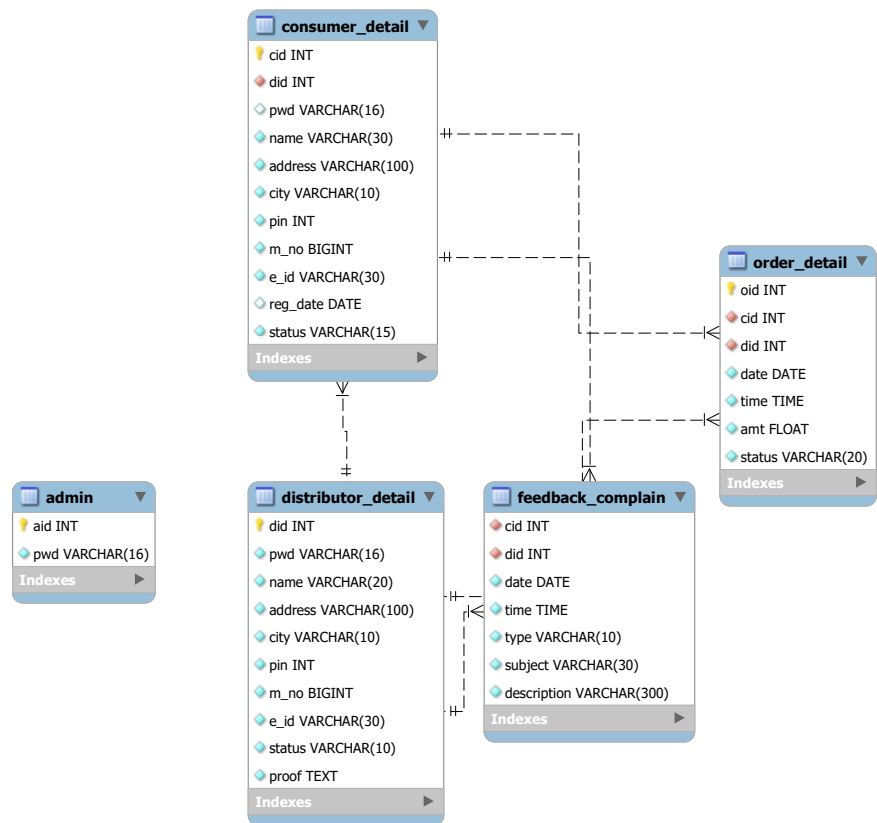 consumer_detail
cid INT
did INT
pwd VARCHAR(16)
name VARCHAR(30)
address VARCHAR(100)
city VARCHAR(10)
pin INT
m_no BIGINT
e_id VARCHAR(30)
reg_date DATE
status VARCHAR(15)
Indexes
order_detail
oid INT
cid INT
did INT
date DATE
time TIME
amt FLOAT
status VARCHAR(20)
Indexes
admin
aid INT
pwd VARCHAR(16)
Indexes
distributor_detail
did INT
pwd VARCHAR(16)
name VARCHAR(20)
address VARCHAR(100)
city VARCHAR(10)
pin INT
m_no BIGINT
e_id VARCHAR(30)
status VARCHAR(10)
proof TEXT
Indexes
feedback_complain
cid INT
did INT
date DATE
time TIME
type VARCHAR(10)
subject VARCHAR(30)
description VARCHAR(300)
Indexes